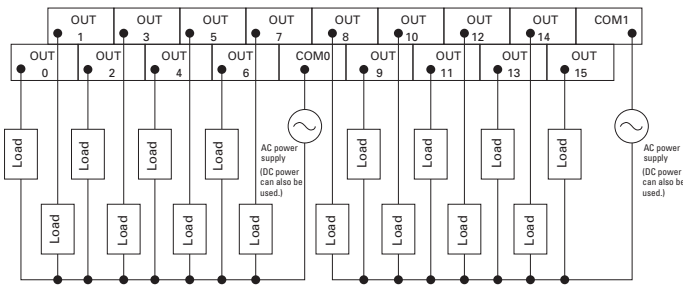 OUT 1
OUT 3
OUT 5
OUT 7
OUT 8
OUT 10
OUT 12
OUT 14
COM1
OUT 0
OUT 2
OUT 4
OUT 6
COM0
OUT 9
OUT 11
OUT 13
OUT 15
Load
Load
Load
Load
AC power
supply
(DC power
can also be
used.)
Load
Load
Load
Load
AC power
supply
(DC power
can also be
used.)
Load
Load
Load
Load
Load
Load
Load
Load